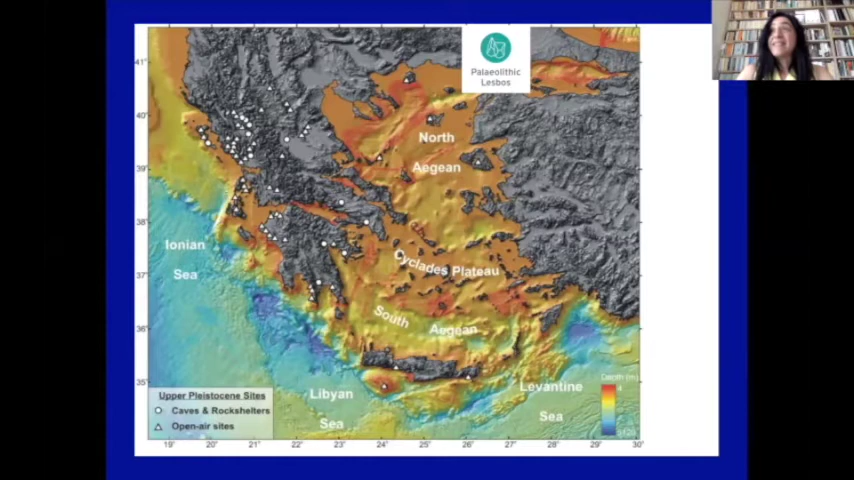 Palaeolithic
Lesbos
41°
40°
39°
38°
37°
36°
35°
North
Aegean
Ionian
Sea
Cyclades Plateau
South Aegean
Libyan
Sea
Levantine
Sea
Depth (m)
Upper Pleistocene Sites
Caves & Rockshelters
Open-air sites
19° 20° 21° 22° 23° 24° 25° 26° 27° 28° 29° 30°